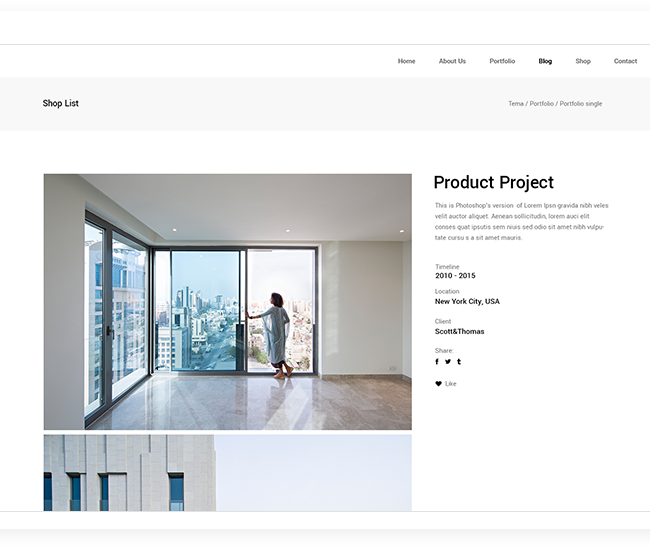 Home About Us Portfolio Blog Shop Contact
Shop List
Tema / Portfolio / Portfolio single
Product Project
This is Photoshop's version of Lorem Ipsn gravida nibh veles
velit auctor aliquet. Aenean sollicitudin, lorem auci elit
conses quat ipsutis sem niuis sed odio sit amet nibh vulpu-
tate cursu s a sit amet mauris.
Timeline
2010 - 2015
Location
New York City, USA
Client
Scott&Thomas
Share:
Like